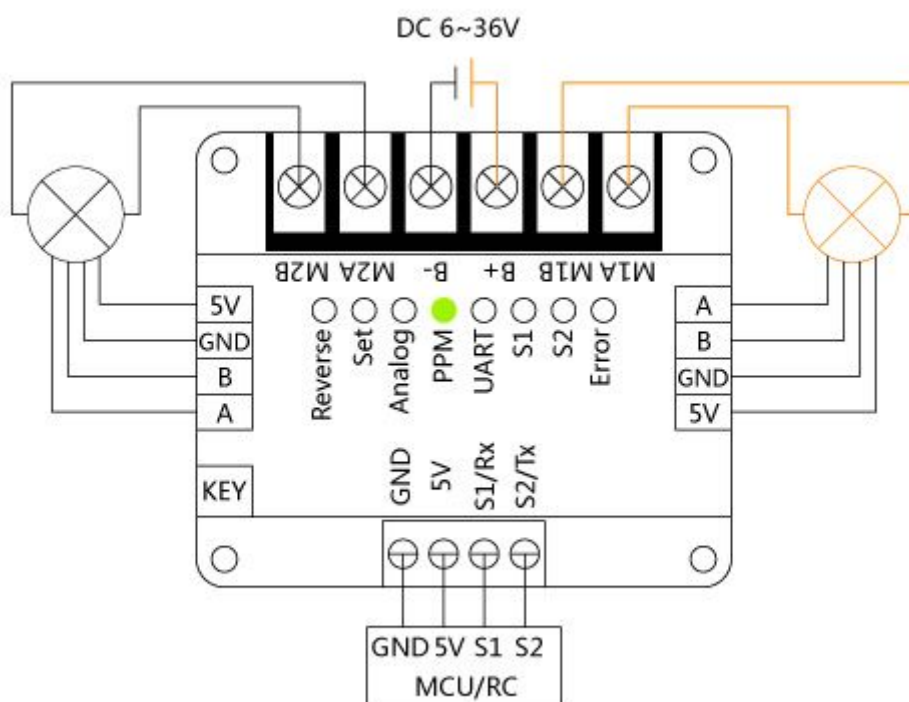 DC 6~36V
M2B M2A B- B+ M1B M1A
Reverse Set Analog PPM UART S1 S2 Error
5V
GND
B
A
KEY
A
B
GND
5V
GND 5V S1/Rx S2/Tx
GND 5V S1 S2
MCU/RC